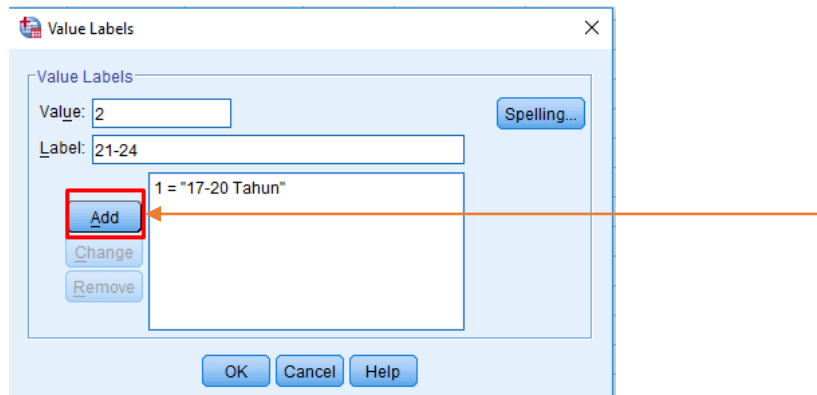 Value Labels
Value Labels
Value: 2
Spelling...
Label: 21-24
1 = "17-20 Tahun"
Add
Change
Remove
OK Cancel Help